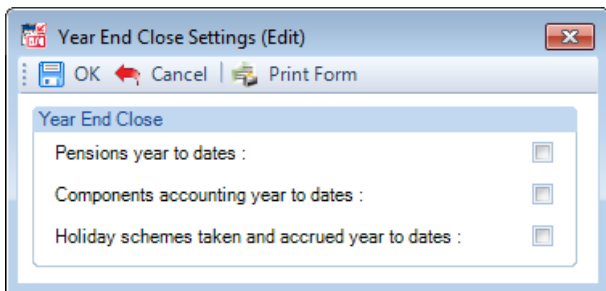 Year End Close Settings (Edit)
OK Cancel Print Form
Year End Close
Pensions year to dates :
Components accounting year to dates :
Holiday schemes taken and accrued year to dates :